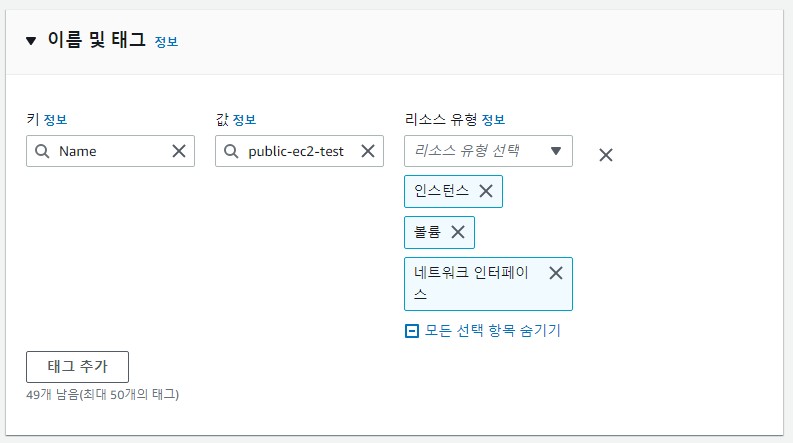 이름 및 태그 정보
키 정보
값 정보
리소스 유형 정보
Name
public-ec2-test
리소스 유형 선택
인스턴스
볼륨
네트워크 인터페이
스
모든 선택 항목 숨기기
태그 추가
49개 남음(최대 50개의 태그)